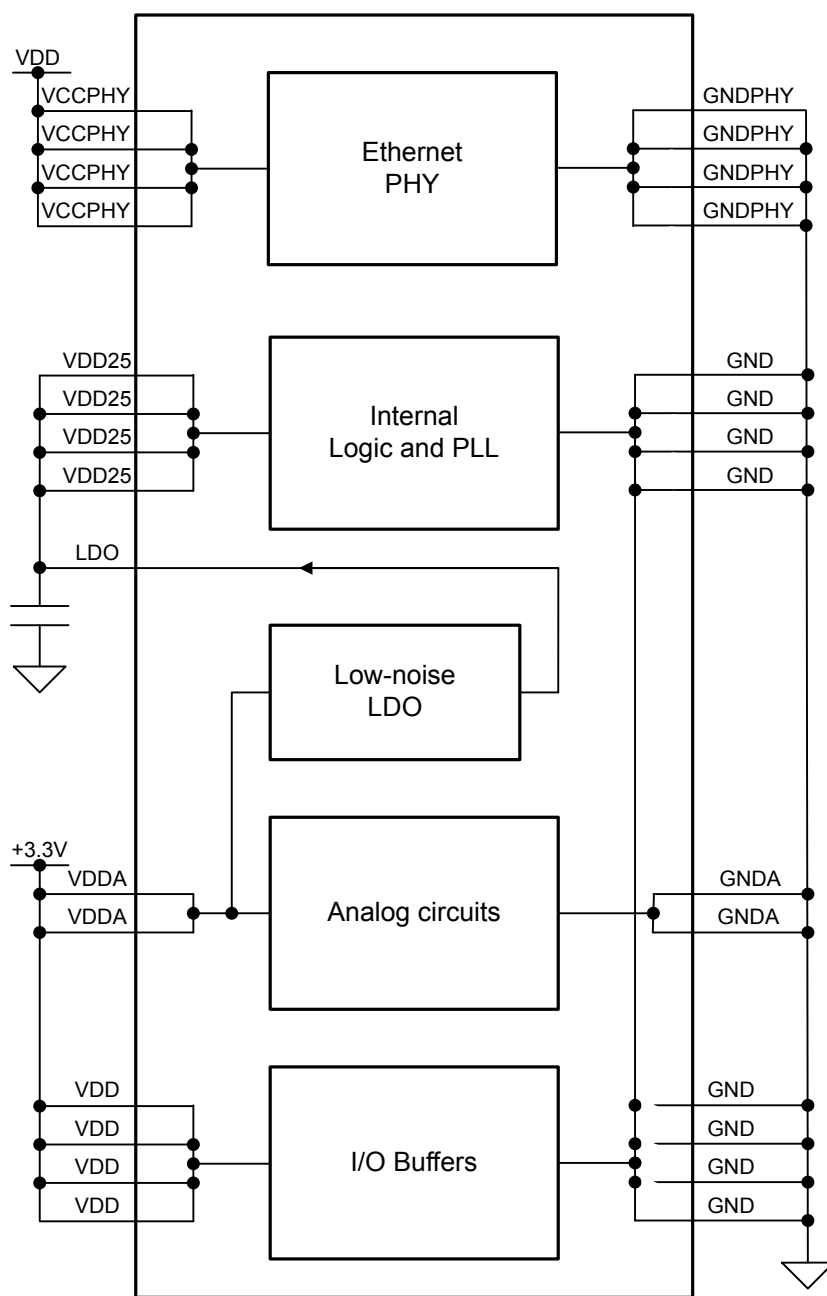 VDD
VCCPHY
VCCPHY
VCCPHY
VCCPHY
Ethernet
PHY
GNDPHY
GNDPHY
GNDPHY
GNDPHY
VDD25
VDD25
VDD25
VDD25
Internal
Logic and PLL
GND
GND
GND
GND
LDO
Low-noise
LDO
+3.3V
VDDA
VDDA
Analog circuits
GNDA
GNDA
VDD
VDD
VDD
VDD
I/O Buffers
GND
GND
GND
GND